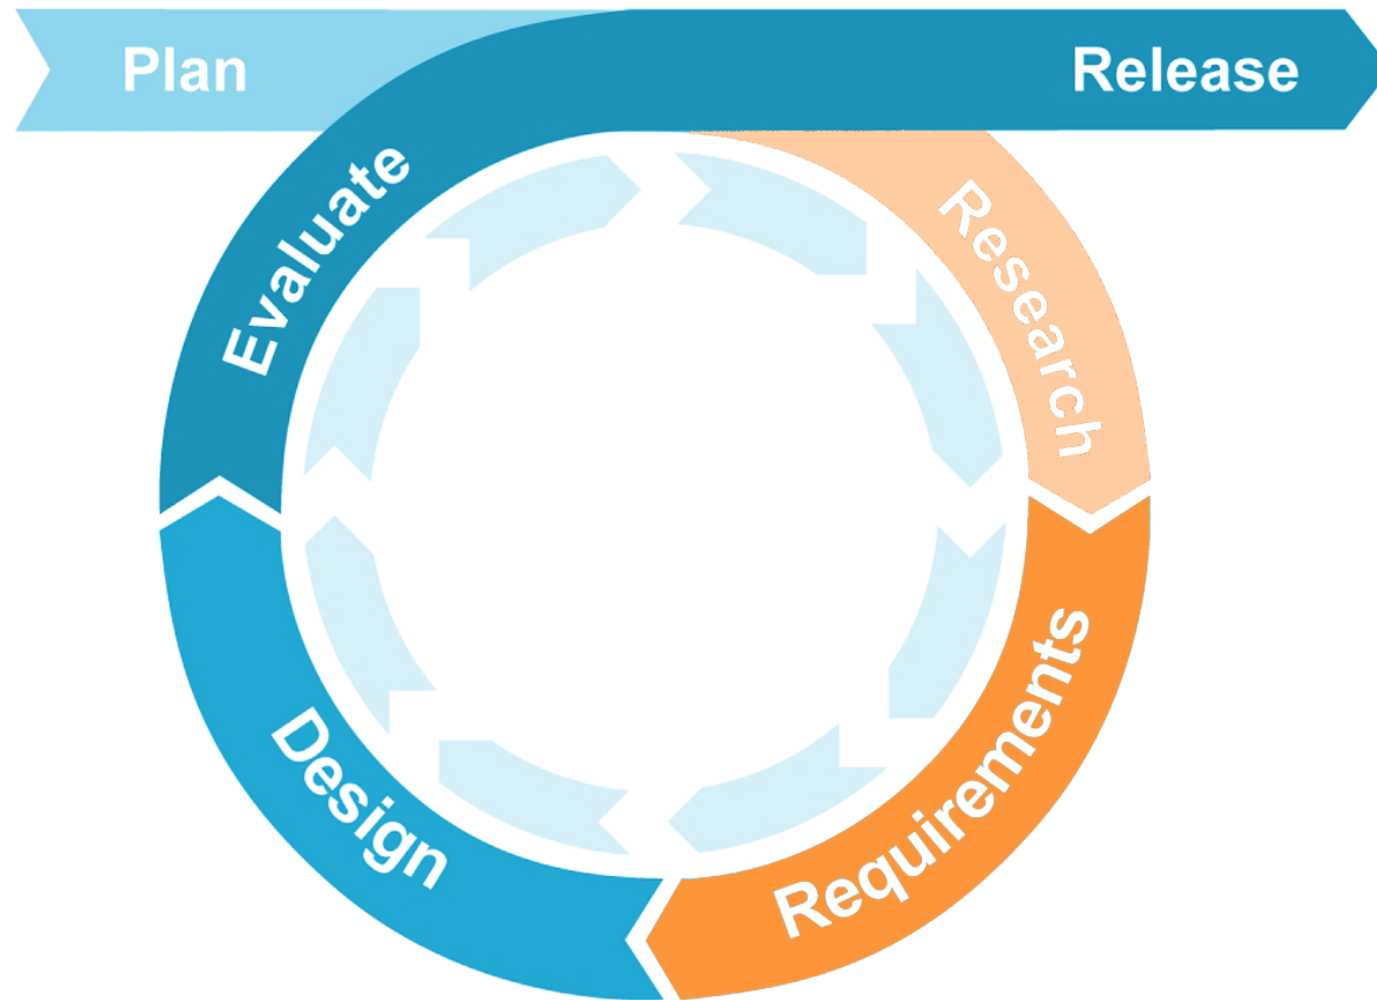 Plan
Release
Research
Requirements
Design
Evaluate